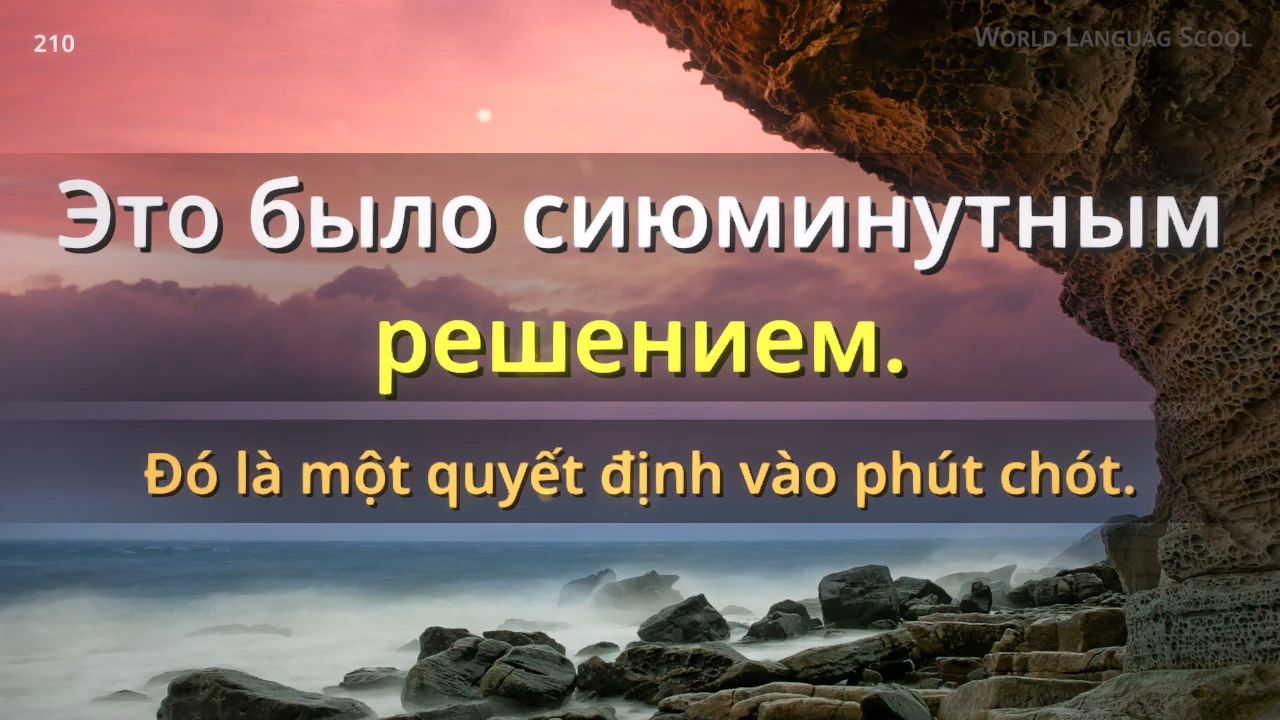 210
World Languag Scool
Это было сиюминутным
решением.
Đó là một quyết định vào phút chót.